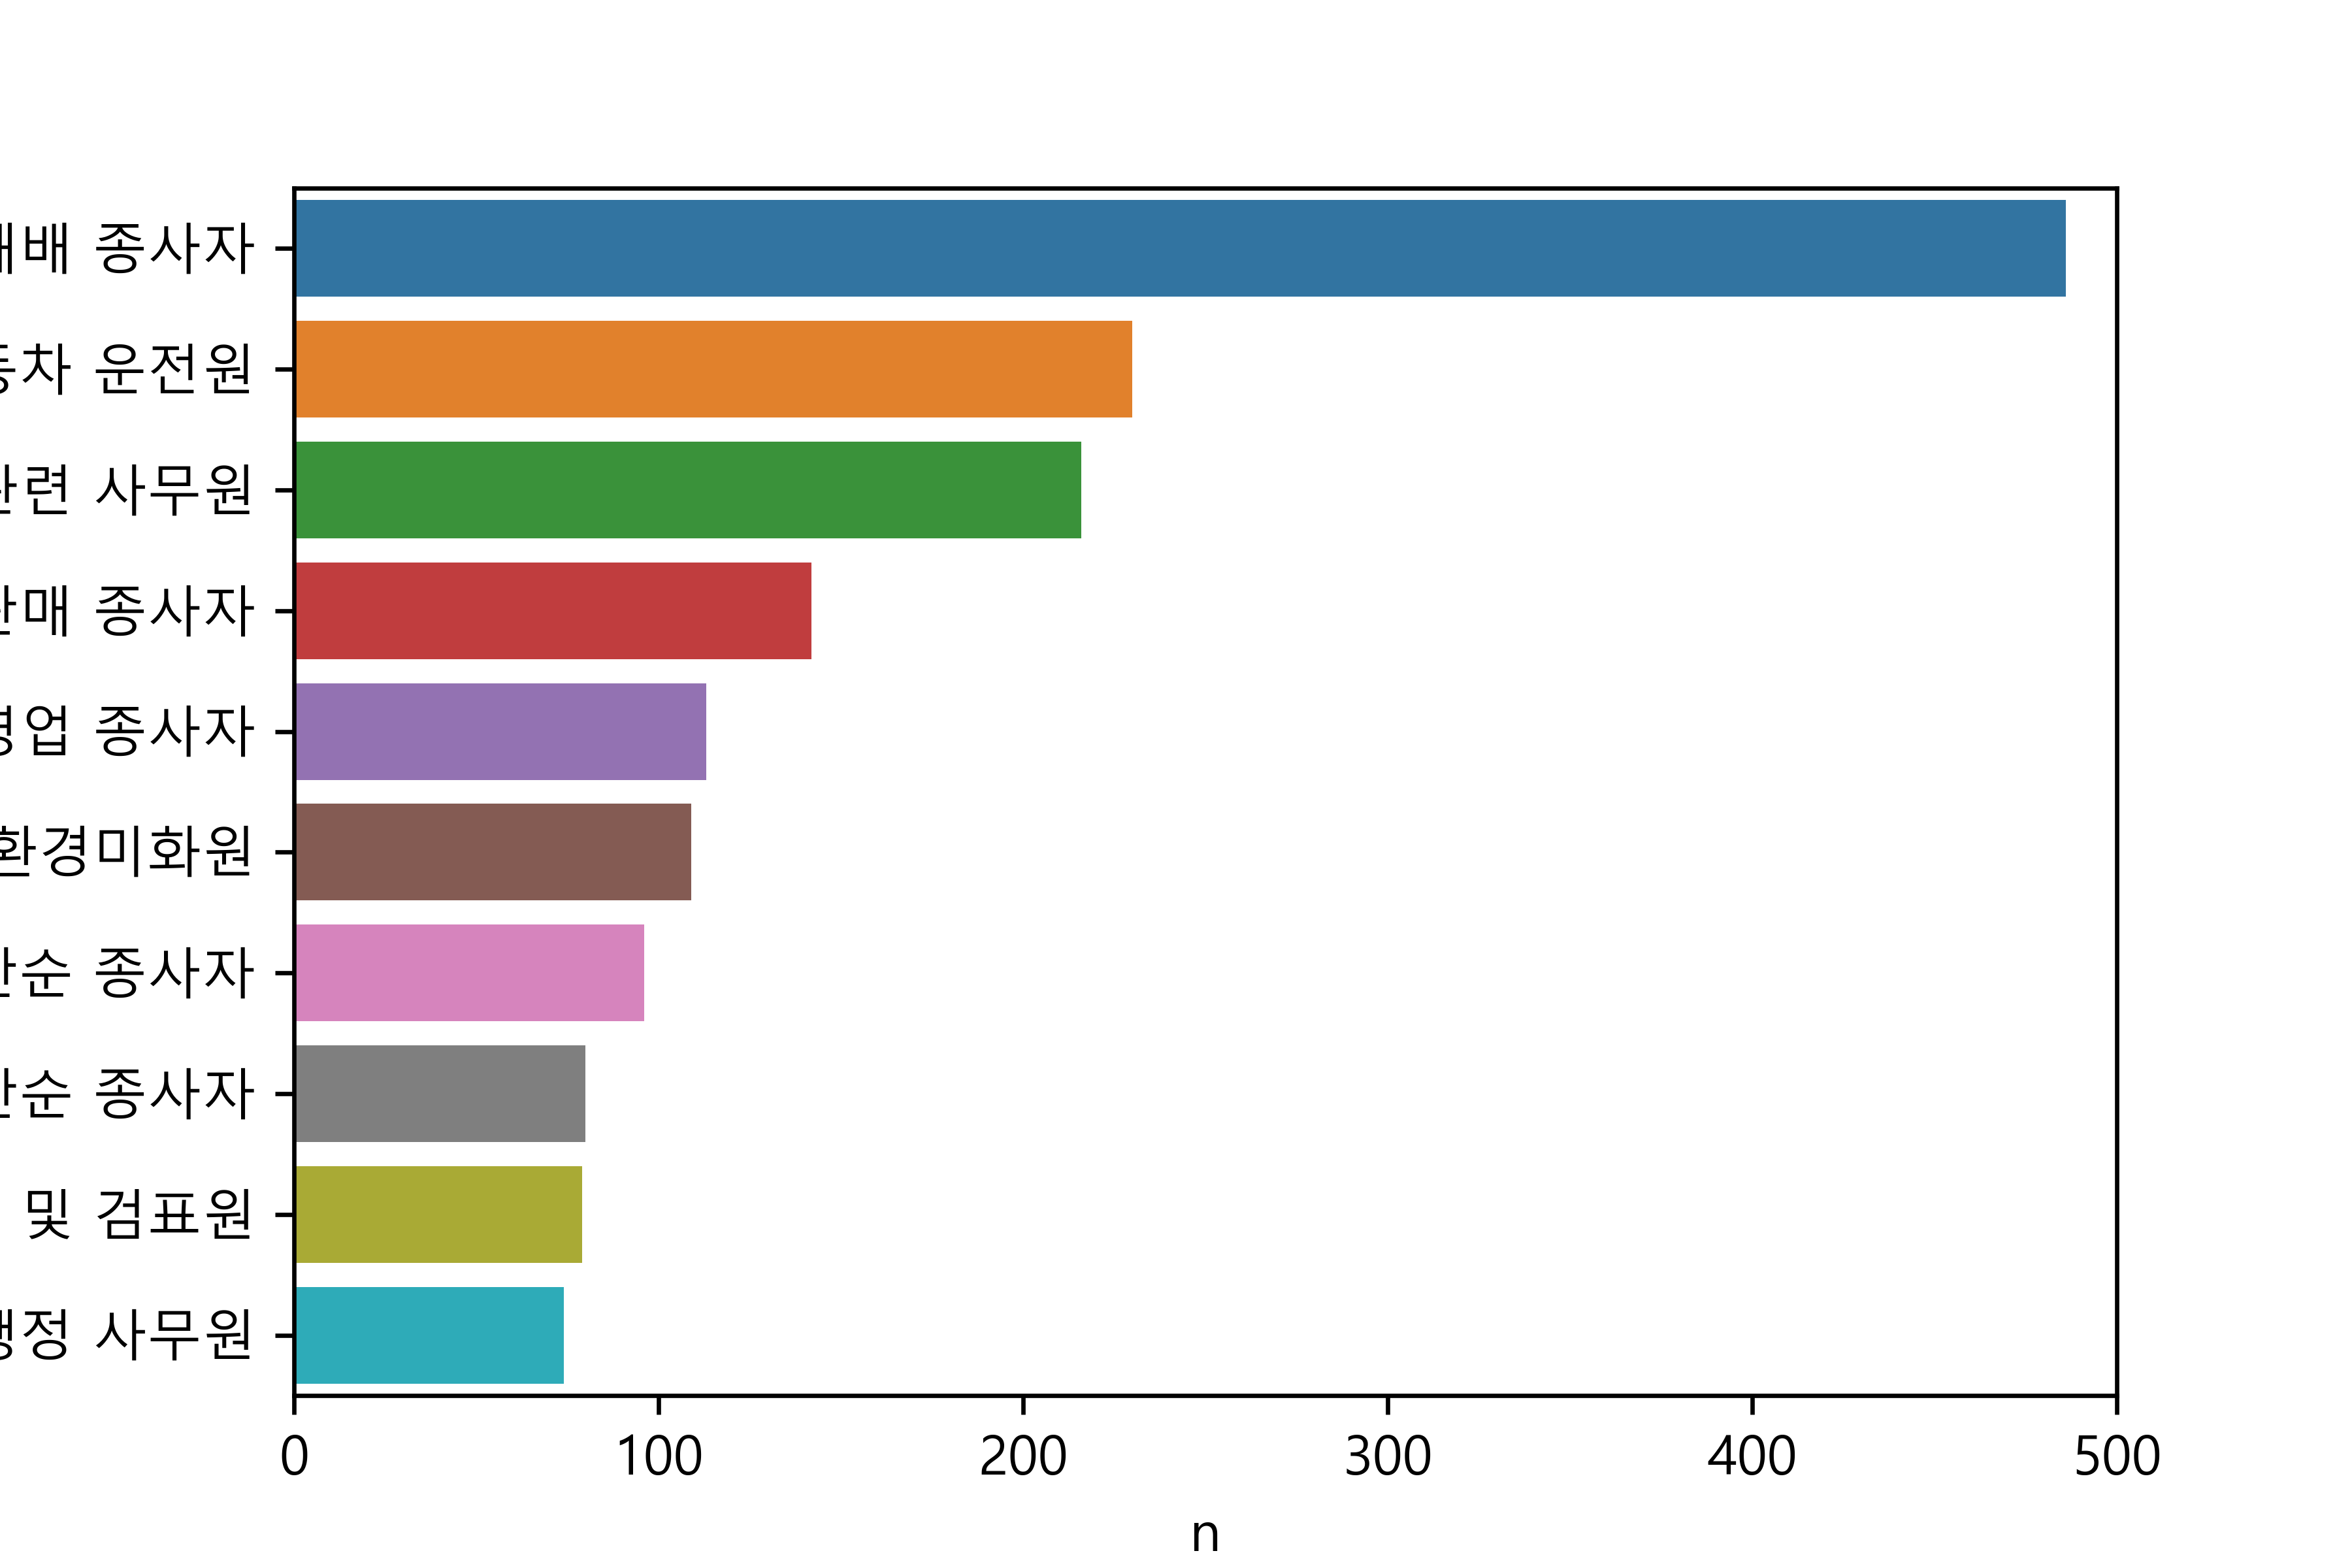 배 종사자
차 운전원
련 사무원
매 종사자
업 종사자
환경미화원
순 종사자
순 종사자
및 검표원
정 사무원
0 100 200 300 400 500
n